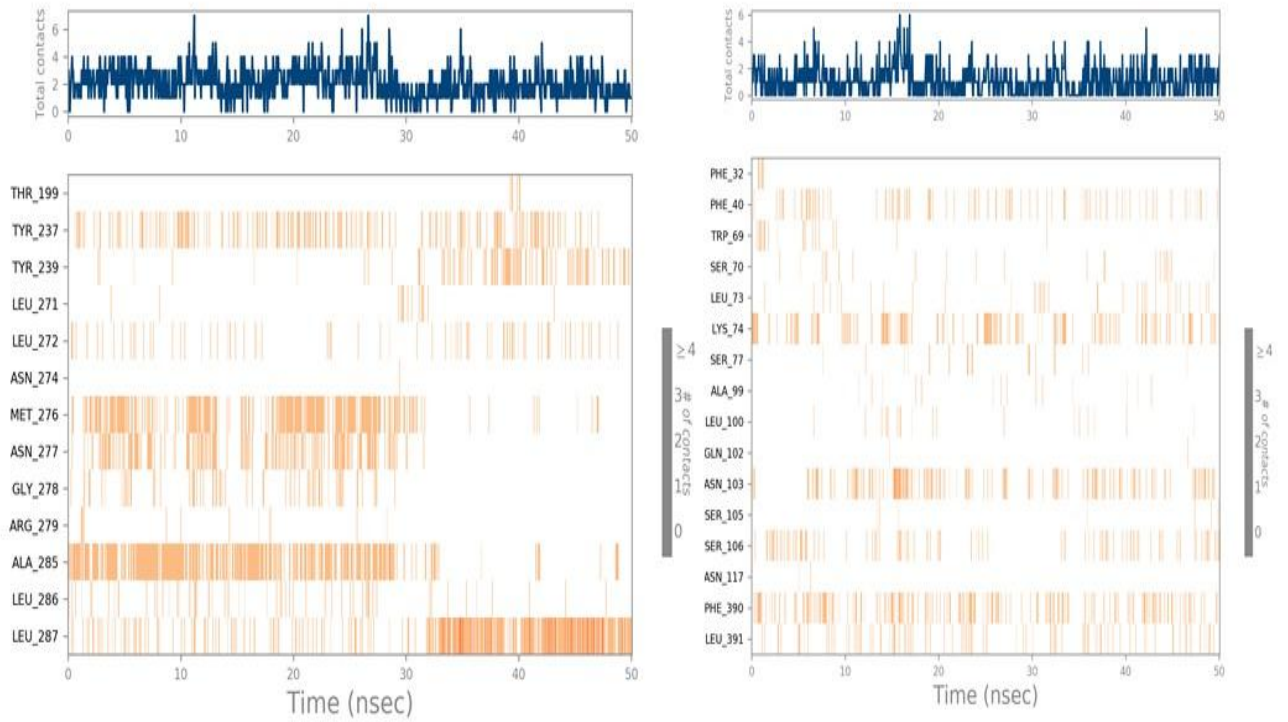 Total contacts
6
4
2
0
0
10
20
30
40
50
THR_199
TYR_237
TYR_239
LEU_271
LEU_272
ASN_274
MET_276
ASN_277
GLY_278
ARG_279
ALA_285
LEU_286
LEU_287
0
10
20
30
40
50
Time (nsec)
≥4
3
2
1
0
# of contacts
Total contacts
6
4
2
0
0
10
20
30
40
50
PHE_32
PHE_40
TRP_69
SER_70
LEU_73
LYS_74
SER_77
ALA_99
LEU_100
GLN_102
ASN_103
SER_105
SER_106
ASN_117
PHE_390
LEU_391
0
10
20
30
40
50
Time (nsec)
≥4
3
2
1
0
# of contacts